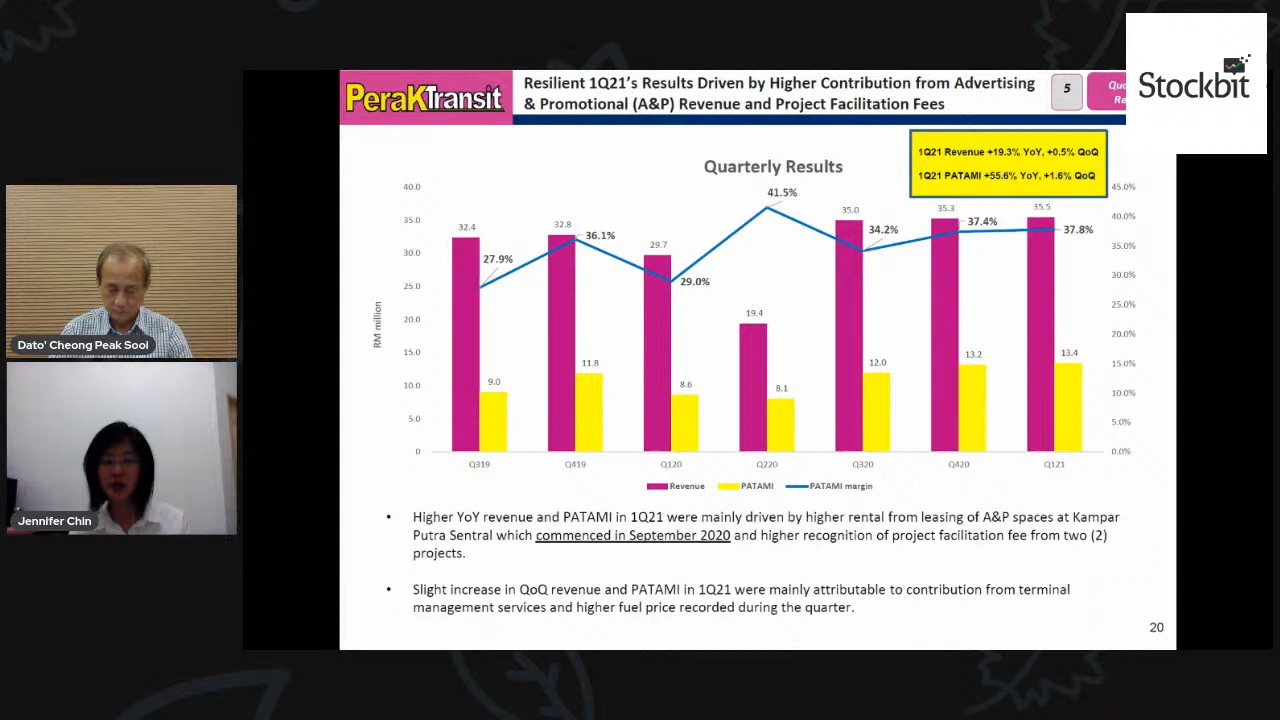 Stockbit
PeraKTransit
Resilient 1Q21's Results Driven by Higher Contribution from Advertising
& Promotional (A&P) Revenue and Project Facilitation Fees
5
1Q21 Revenue +19.3% YoY, +0.5% QoQ
1Q21 PATAMI +55.6% YoY, +1.6% QoQ
Quarterly Results
40.0
35.0
30.0
25.0
20.0
15.0
10.0
5.0
0
RM million
45.0%
40.0%
35.0%
30.0%
25.0%
20.0%
15.0%
10.0%
5.0%
0.0%
32.4
32.8
29.7
19.4
35.0
35.3
35.5
27.9%
36.1%
29.0%
41.5%
34.2%
37.4%
37.8%
9.0
11.8
8.6
8.1
12.0
13.2
13.4
Q319 Q419 Q120 Q220 Q320 Q420 Q121
Revenue PATAMI PATAMI margin
• Higher YoY revenue and PATAMI in 1Q21 were mainly driven by higher rental from leasing of A&P spaces at Kampar
Putra Sentral which commenced in September 2020 and higher recognition of project facilitation fee from two (2)
projects.
• Slight increase in QoQ revenue and PATAMI in 1Q21 were mainly attributable to contribution from terminal
management services and higher fuel price recorded during the quarter.
20
Dato' Cheong Peak Sooi
Jennifer Chin